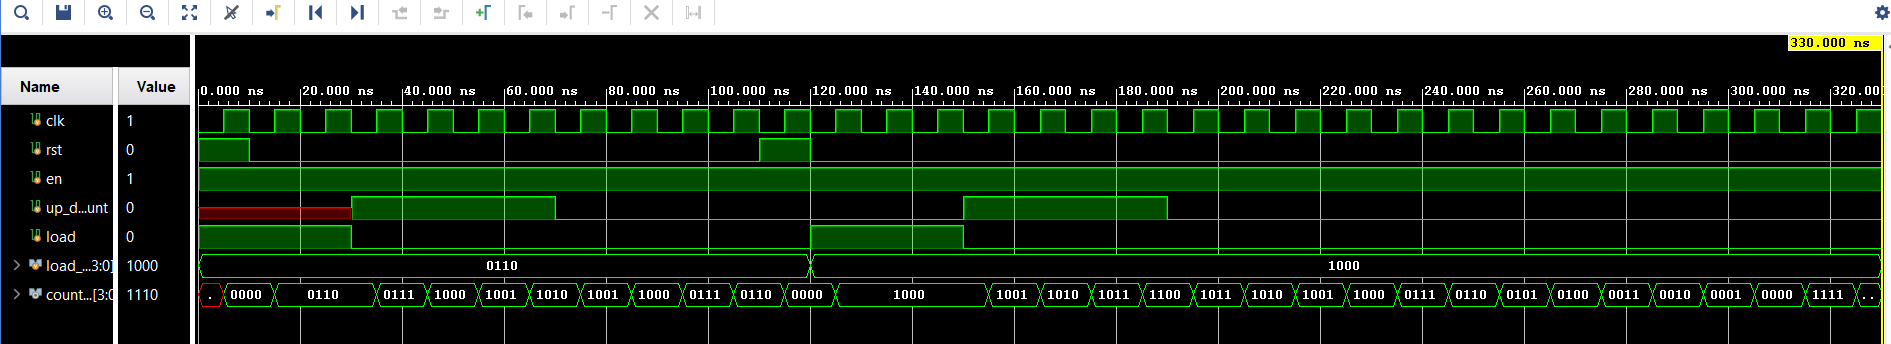 330.000 ns
Name Value
0.000 ns 20.000 ns 40.000 ns 60.000 ns 80.000 ns 100.000 ns 120.000 ns 140.000 ns 160.000 ns 180.000 ns 200.000 ns 220.000 ns 240.000 ns 260.000 ns 280.000 ns 300.000 ns 320.00
clk 1
rst 0
en 1
up_d...unt 0
load 0
load_...3:0] 1000 0110 1000
count...[3:0 1110 . 0000 0110 0111 1000 1001 1010 1001 1000 0111 0110 0000 1000 1001 1010 1011 1100 1011 1010 1001 1000 0111 0110 0101 0100 0011 0010 0001 0000 1111 ..